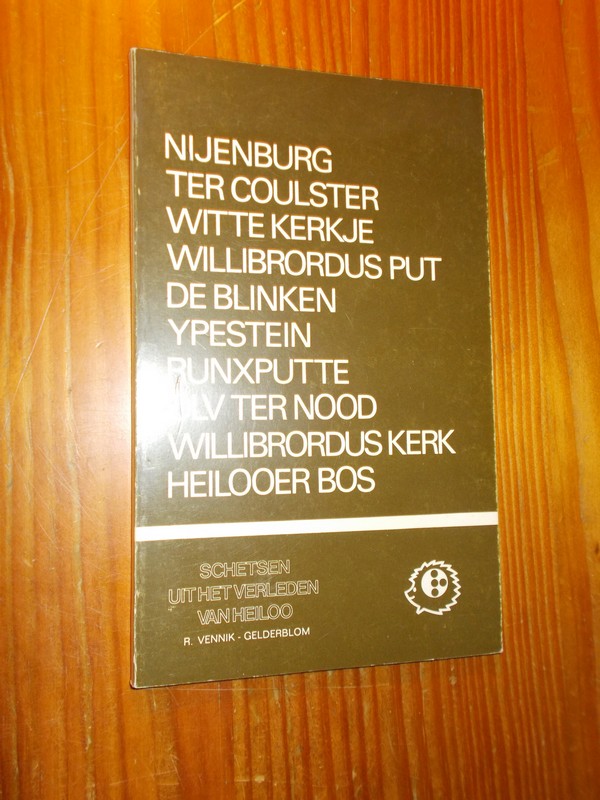 NIJENBURG
TER COULSTER
WITTE KERKJE
WILLIBRORDUS PUT
DE BLINKEN
YPESTEIN
RUNXPUTTE
OLV TER NOOD
WILLIBRORDUS KERK
HEILOOER BOS
SCHETSEN
UIT HET VERLEDEN
VAN HEILOO
R. VENNIK - GELDERBLOM